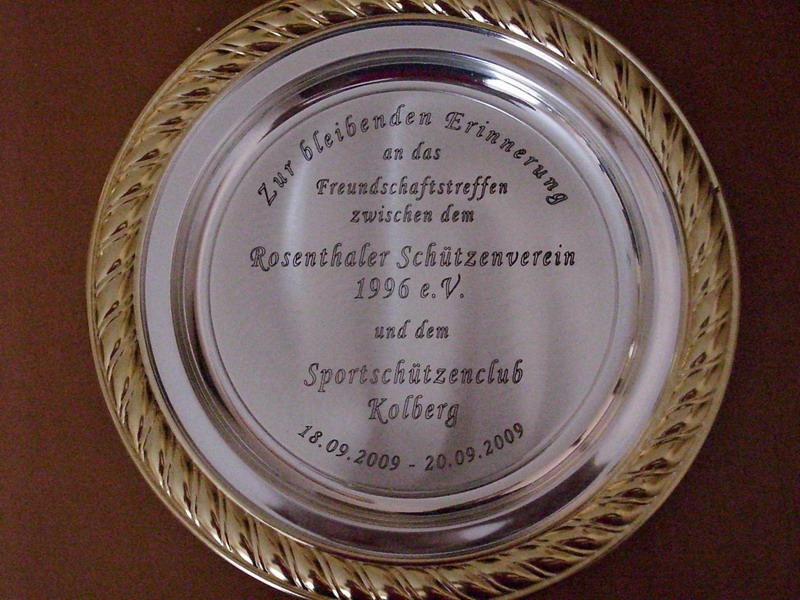 Zur bleibenden Erinnerung
an das
Freundschaftstreffen
zwischen dem
Rosenthaler Schützenverein
1996 e.V.
und dem
Sportschützenclub
Kolberg
18.09.2009 - 20.09.2009